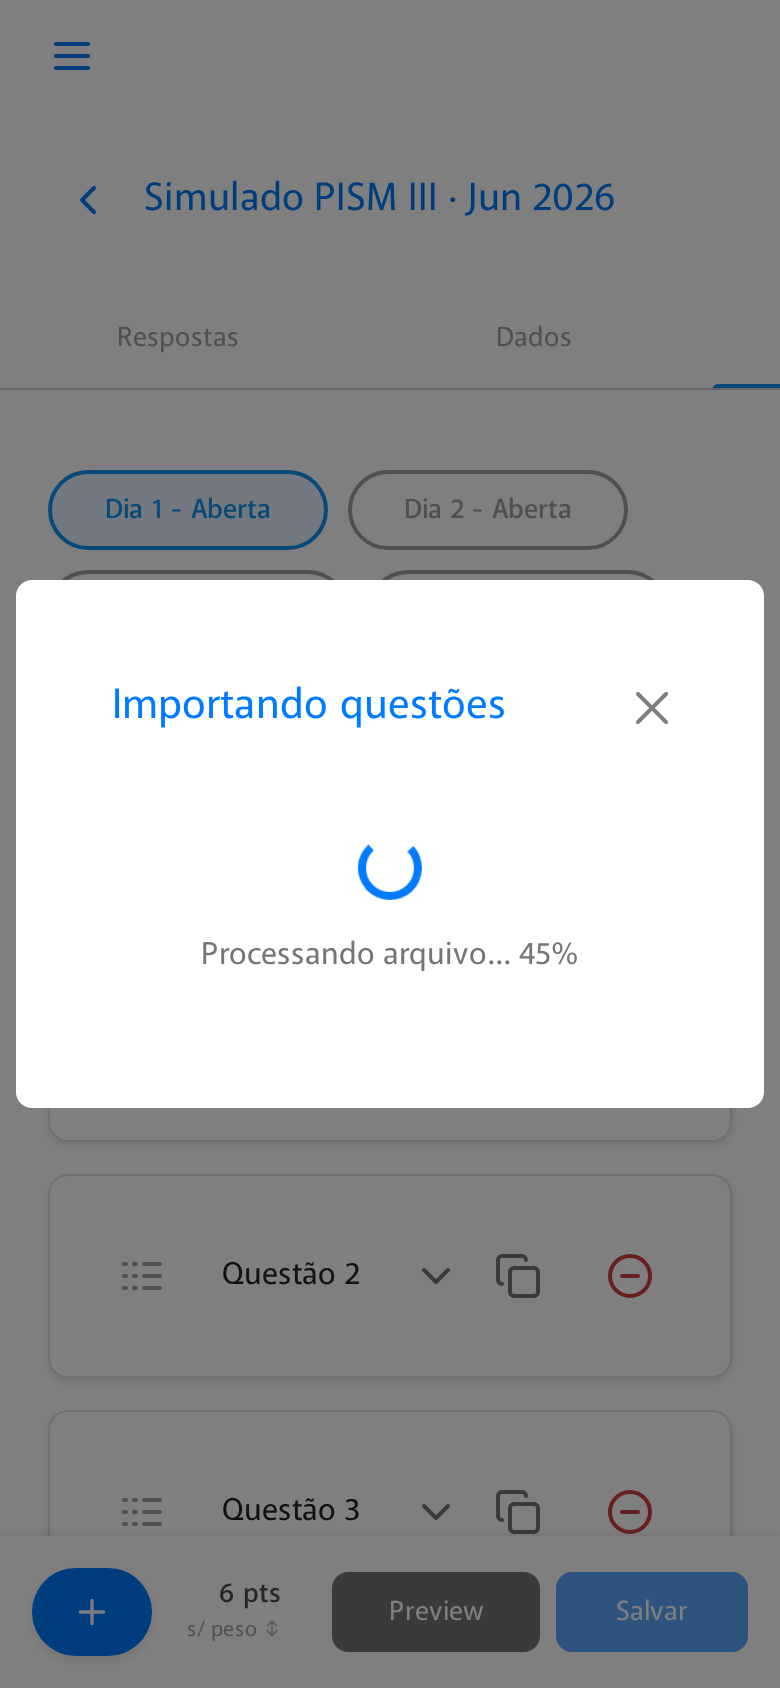 Simulado PISM III · Jun 2026
Respostas
Dados
Dia 1 - Aberta
Dia 2 - Aberta
Importando questões
Processando arquivo... 45%
Questão 2
Questão 3
6 pts
s/ peso
Preview
Salvar